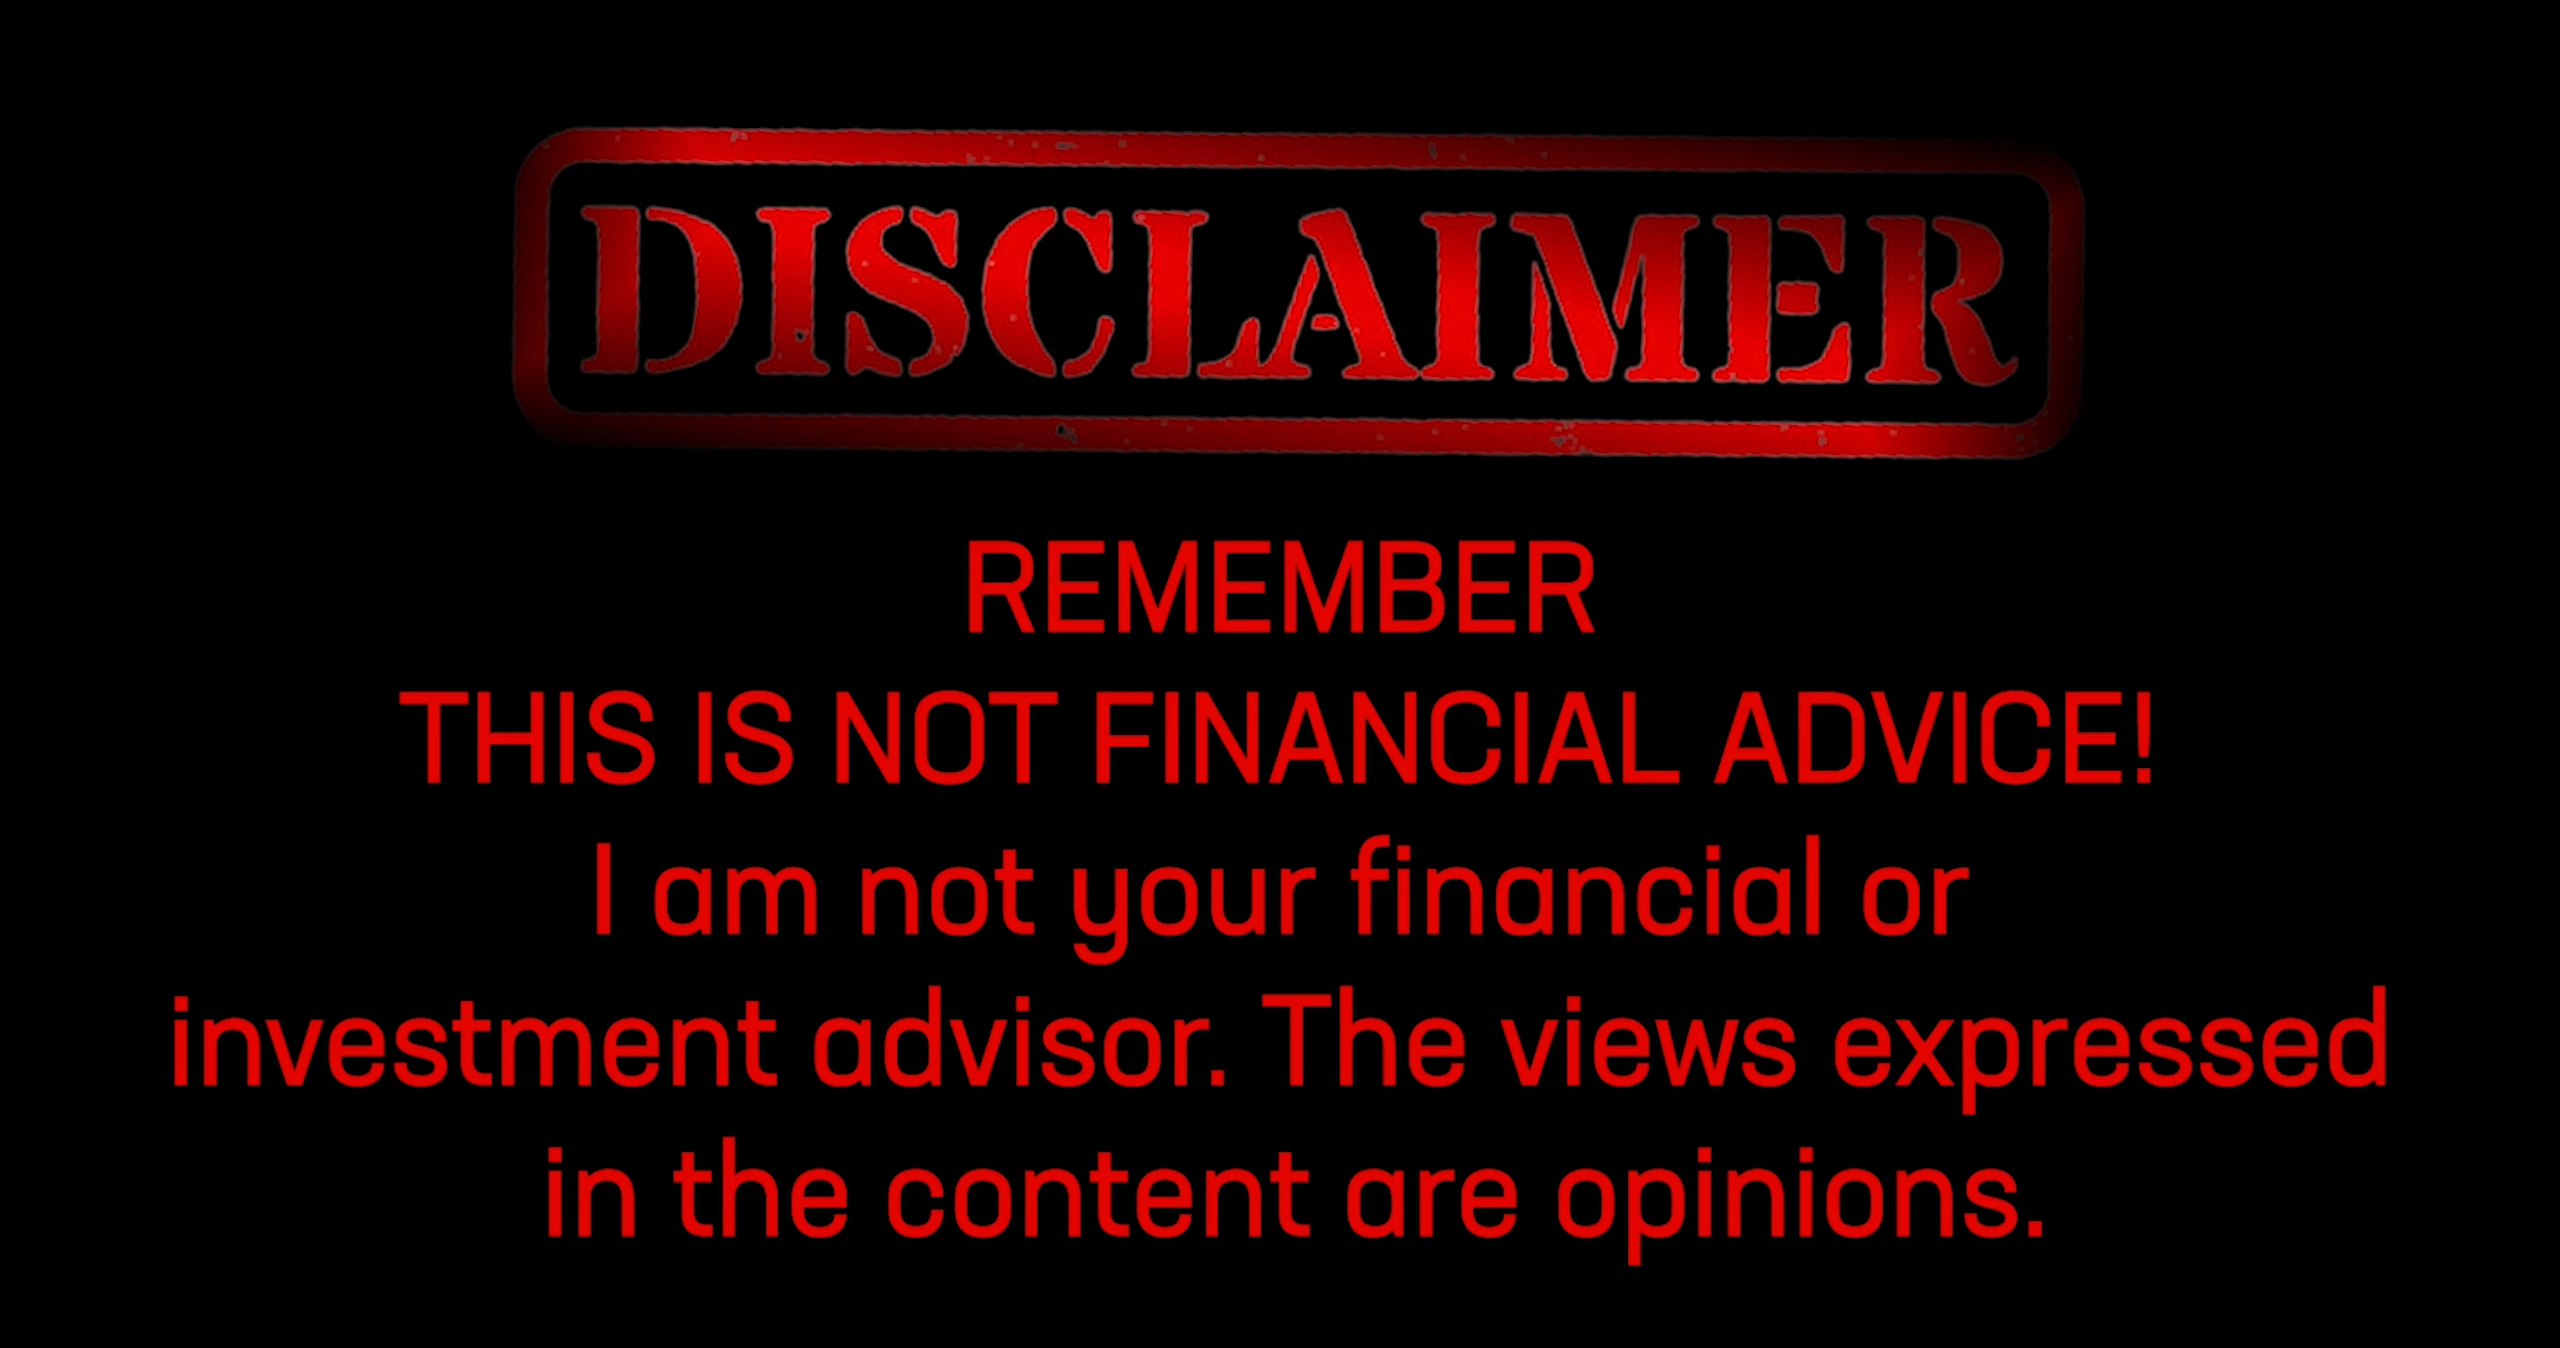 DISCLAIMER
REMEMBER
THIS IS NOT FINANCIAL ADVICE!
I am not your financial or
investment advisor. The views expressed
in the content are opinions.